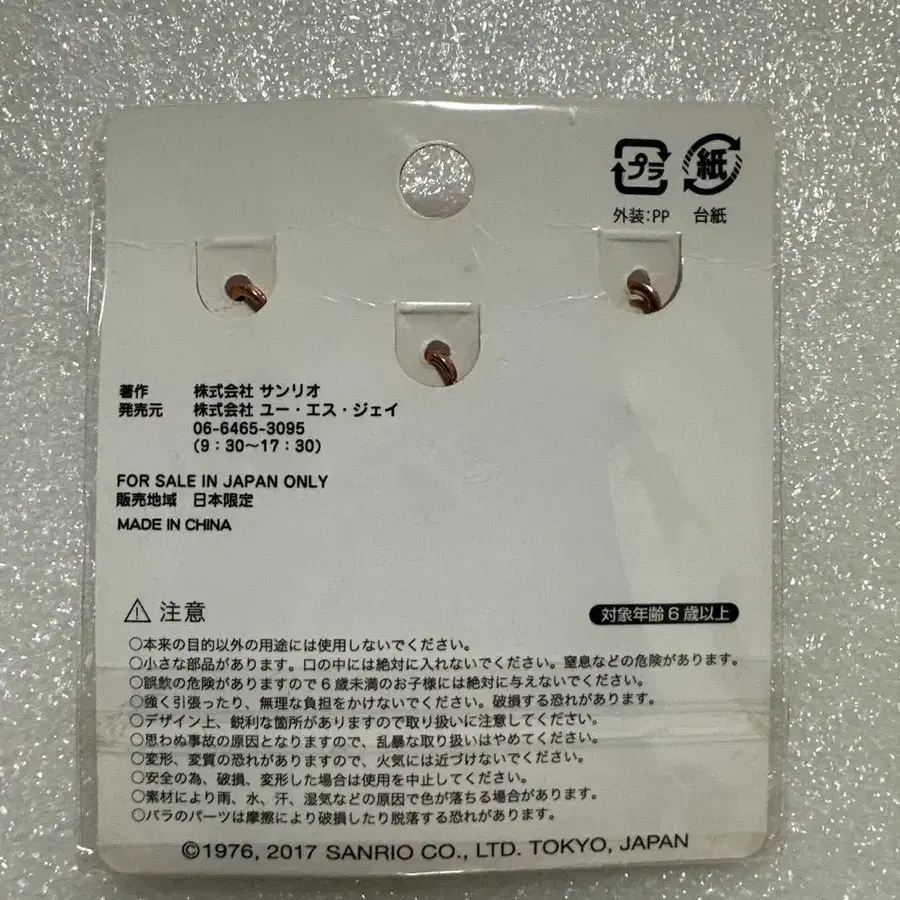 プラ 紙
外装:PP 台紙
著作 株式会社 サンリオ
発売元 株式会社 ユー・エス・ジェイ
06-6465-3095
(9:30~17:30)
FOR SALE IN JAPAN ONLY
販売地域 日本限定
MADE IN CHINA
⚠ 注意
対象年齢6歳以上
○本来の目的以外の用途には使用しないでください。
○小さな部品があります。口の中には絶対に入れないでください。窒息などの危険があります。
○誤飲の危険がありますので6歳未満のお子様には絶対に与えないでください。
○強く引張ったり、無理な負担をかけないでください。破損する恐れがあります。
○デザイン上、鋭利な箇所がありますので取り扱いに注意してください。
○思わぬ事故の原因となりますので、乱暴な取り扱いはやめてください。
○変形、変質の恐れがありますので、火気には近づけないでください。
○安全の為、破損、変形した場合は使用を中止してください。
○素材により雨、水、汗、湿気などの原因で色が落ちる場合があります。
○バラのパーツは摩擦により破損したり脱落する恐れがあります。
©1976, 2017 SANRIO CO., LTD. TOKYO, JAPAN